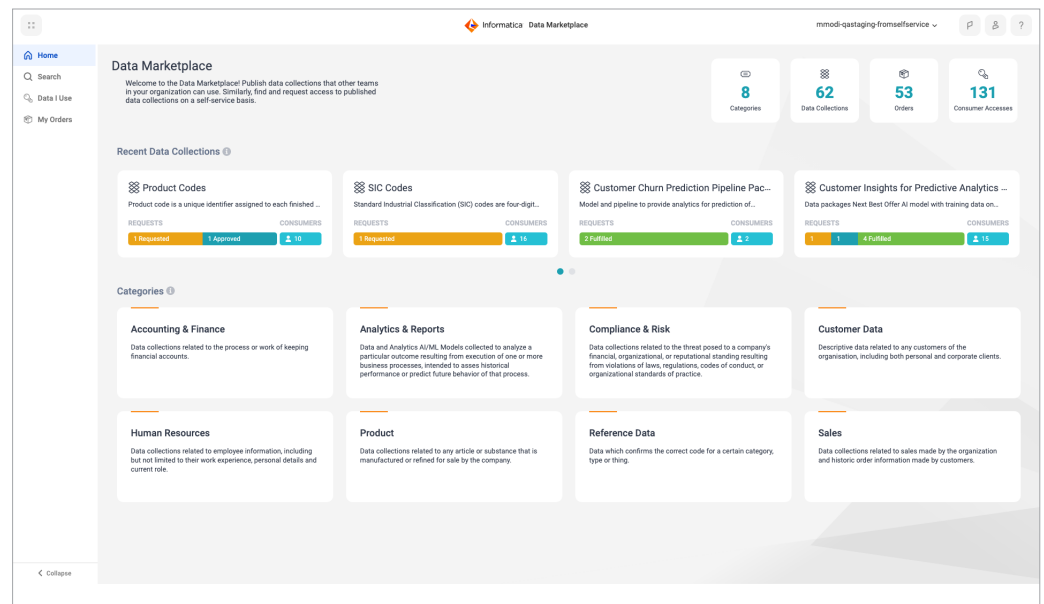 Informatica Data Marketplace
mmodi-qastaging-fromselfservice
?
Home
Search
Data I Use
My Orders
Data Marketplace
Welcome to the Data Marketplace! Publish data collections that other teams
in your organization can use. Similarly, find and request access to published
data collections on a self-service basis.
8
Categories
62
Data Collections
53
Orders
131
Consumer Accesses
Recent Data Collections
Product Codes
Product code is a unique identifier assigned to each finished ...
REQUESTS CONSUMERS
1 Requested 1 Approved 10
SIC Codes
Standard Industrial Classification (SIC) codes are four-digit...
REQUESTS CONSUMERS
1 Requested 16
Customer Churn Prediction Pipeline Pac...
Model and pipeline to provide analytics for prediction of...
REQUESTS CONSUMERS
2 Fulfilled 2
Customer Insights for Predictive Analytics ...
Data packages Next Best Offer AI model with training data on...
REQUESTS CONSUMERS
1 1 4 Fulfilled 15
Categories
Accounting & Finance
Data collections related to the process or work of keeping
financial accounts.
Analytics & Reports
Data and Analytics AI/ML Models collected to analyze a
particular outcome resulting from execution of one or more
business processes, intended to asses historical
performance or predict future behavior of that process.
Compliance & Risk
Data collections related to the threat posed to a company's
financial, organizational, or reputational standing resulting
from violations of laws, regulations, codes of conduct, or
organizational standards of practice.
Customer Data
Descriptive data related to any customers of the
organisation, including both personal and corporate clients.
Human Resources
Data collections related to employee information, including
but not limited to their work experience, personal details and
current role.
Product
Data collections related to any article or substance that is
manufactured or refined for sale by the company.
Reference Data
Data which confirms the correct code for a certain category,
type or thing.
Sales
Data collections related to sales made by the organization
and historic order information made by customers.
Collapse